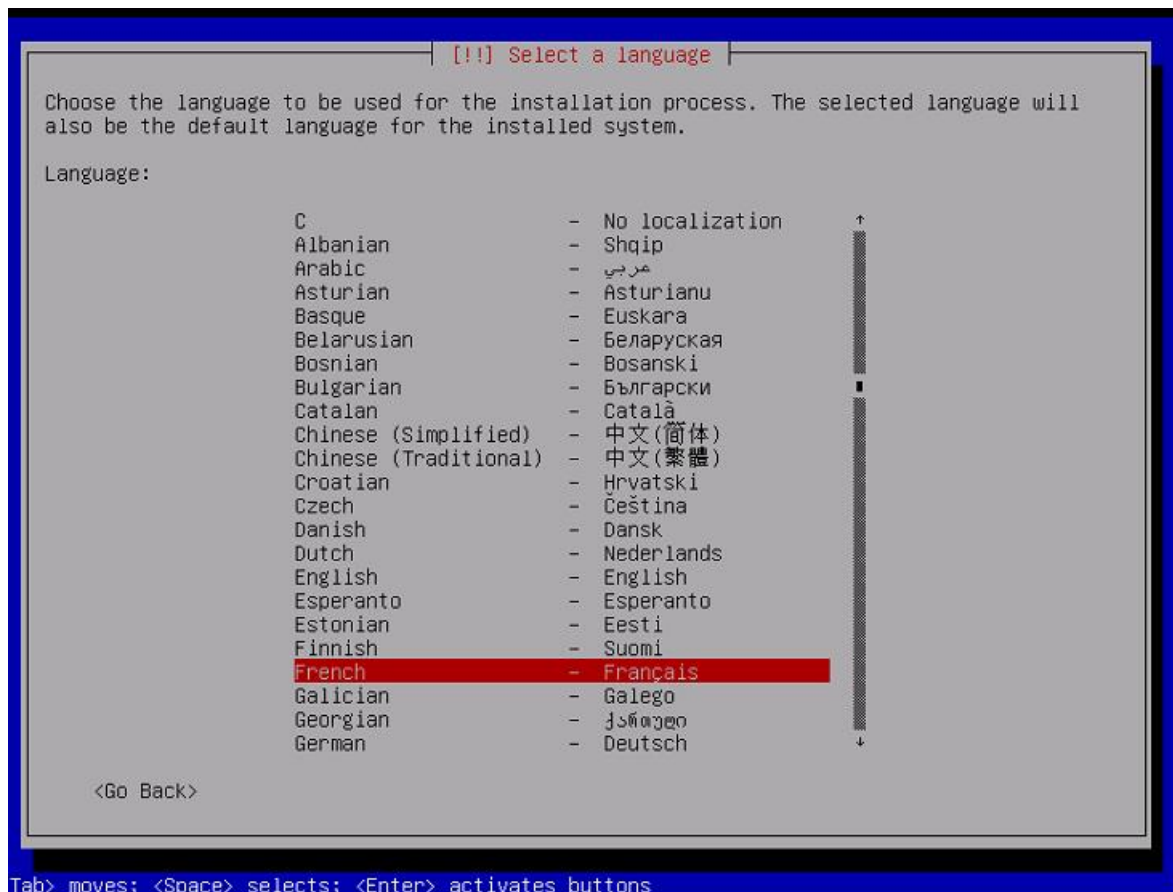 [!!] Select a language
Choose the language to be used for the installation process. The selected language will
also be the default language for the installed system.
Language:
C - No localization ↑
Albanian - Shqip
Arabic - عربي
Asturian - Asturianu
Basque - Euskara
Belarusian - Беларуская
Bosnian - Bosanski
Bulgarian - Български
Catalan - Català
Chinese (Simplified) - 中文(简体)
Chinese (Traditional) - 中文(繁體)
Croatian - Hrvatski
Czech - Čeština
Danish - Dansk
Dutch - Nederlands
English - English
Esperanto - Esperanto
Estonian - Eesti
Finnish - Suomi
French - Français
Galician - Galego
Georgian - ქართული
German - Deutsch ↓
<Go Back>
Tab> moves; <Space> selects; <Enter> activates buttons